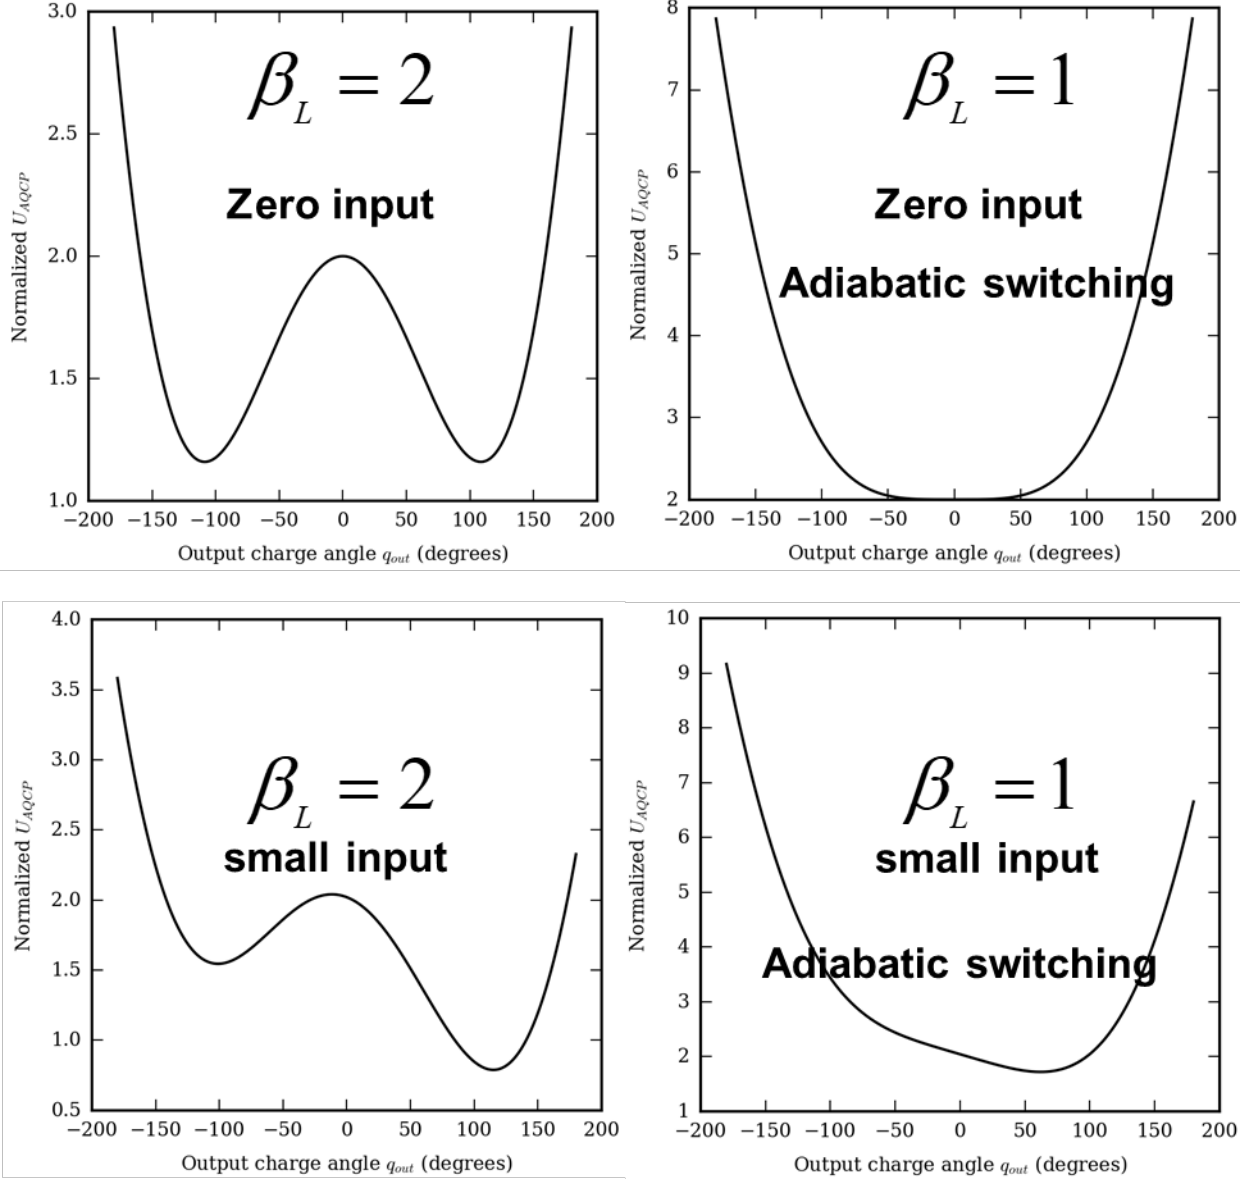 3.0
2.5
2.0
1.5
1.0
Normalized U_AQCP
β_L = 2
Zero input
−200 −150 −100 −50 0 50 100 150 200
Output charge angle q_out (degrees)
8
7
6
5
4
3
2
Normalized U_AQCP
β_L = 1
Zero input
Adiabatic switching
−200 −150 −100 −50 0 50 100 150 200
Output charge angle q_out (degrees)
4.0
3.5
3.0
2.5
2.0
1.5
1.0
0.5
Normalized U_AQCP
β_L = 2
small input
−200 −150 −100 −50 0 50 100 150 200
Output charge angle q_out (degrees)
10
9
8
7
6
5
4
3
2
1
Normalized U_AQCP
β_L = 1
small input
Adiabatic switching
−200 −150 −100 −50 0 50 100 150 200
Output charge angle q_out (degrees)